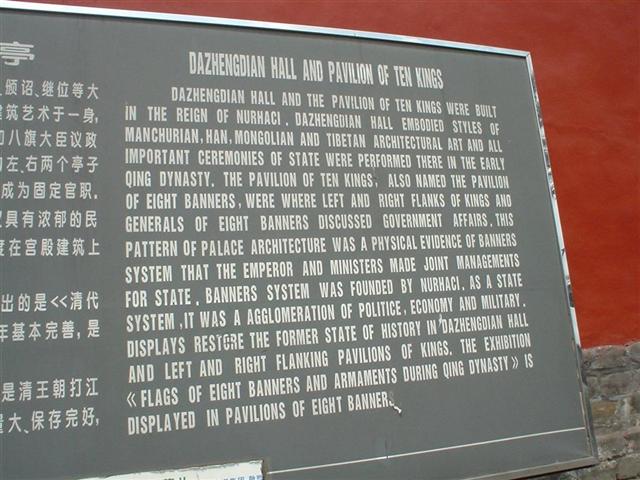 亭
、颁诏、继位等大
建筑艺术于一身,
和八旗大臣议政
为左、右两个亭子
成为固定官职。
具有浓郁的民
度在宫殿建筑上
出的是<<清代
年基本完善,是
是清王朝打江
量大、保存完好,
DAZHENGDIAN HALL AND PAVILION OF TEN KINGS
DAZHENGDIAN HALL AND THE PAVILION OF TEN KINGS WERE BUILT
IN THE REIGN OF NURHACI. DAZHENGDIAN HALL EMBODIED STYLES OF
MANCHURIAN, HAN, MONGOLIAN AND TIBETAN ARCHITECTURAL ART AND ALL
IMPORTANT CEREMONIES OF STATE WERE PERFORMED THERE IN THE EARLY
QING DYNASTY. THE PAVILION OF TEN KINGS, ALSO NAMED THE PAVILION
OF EIGHT BANNERS, WERE WHERE LEFT AND RIGHT FLANKS OF KINGS AND
GENERALS OF EIGHT BANNERS DISCUSSED GOVERNMENT AFFAIRS. THIS
PATTERN OF PALACE ARCHITECTURE WAS A PHYSICAL EVIDENCE OF BANNERS
SYSTEM THAT THE EMPEROR AND MINISTERS MADE JOINT MANAGEMENTS
FOR STATE. BANNERS SYSTEM WAS FOUNDED BY NURHACI. AS A STATE
SYSTEM, IT WAS A AGGLOMERATION OF POLITICE, ECONOMY AND MILITARY.
DISPLAYS RESTORE THE FORMER STATE OF HISTORY IN DAZHENGDIAN HALL
AND LEFT AND RIGHT FLANKING PAVILIONS OF KINGS. THE EXHIBITION
《FLAGS OF EIGHT BANNERS AND ARMAMENTS DURING QING DYNASTY》 IS
DISPLAYED IN PAVILIONS OF EIGHT BANNER.